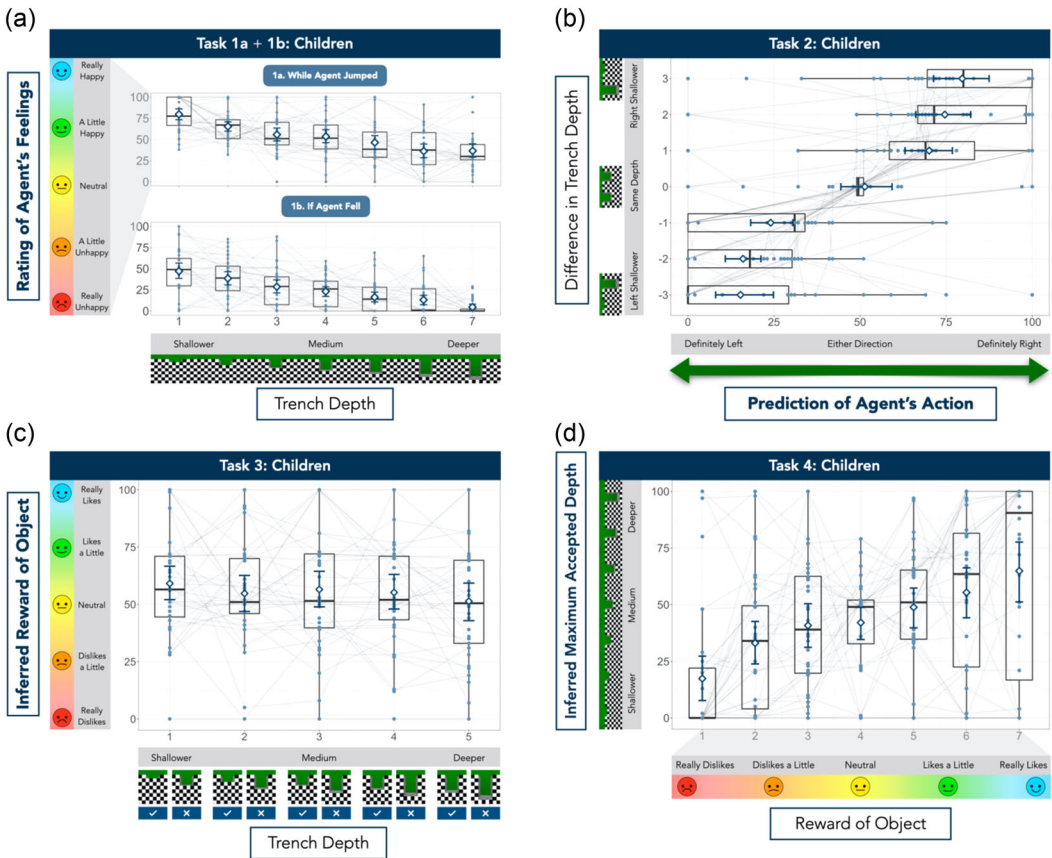 (a)
Task 1a + 1b: Children
Rating of Agent's Feelings
Really
Happy
A Little
Happy
Neutral
A Little
Unhappy
Really
Unhappy
1a. While Agent Jumped
100
75
50
25
0
1b. If Agent Fell
100
75
50
25
0
1 2 3 4 5 6 7
Shallower Medium Deeper
Trench Depth
(b)
Task 2: Children
Difference in Trench Depth
Right Shallower
Same Depth
Left Shallower
3
2
1
0
-1
-2
-3
0 25 50 75 100
Definitely Left Either Direction Definitely Right
Prediction of Agent's Action
(c)
Task 3: Children
Inferred Reward of Object
Really
Likes
Likes
a Little
Neutral
Dislikes
a Little
Really
Dislikes
100
75
50
25
0
1 2 3 4 5
Shallower Medium Deeper
Trench Depth
(d)
Task 4: Children
Inferred Maximum Accepted Depth
Deeper
Medium
Shallower
100
75
50
25
0
1 2 3 4 5 6 7
Really Dislikes Dislikes a Little Neutral Likes a Little Really Likes
Reward of Object